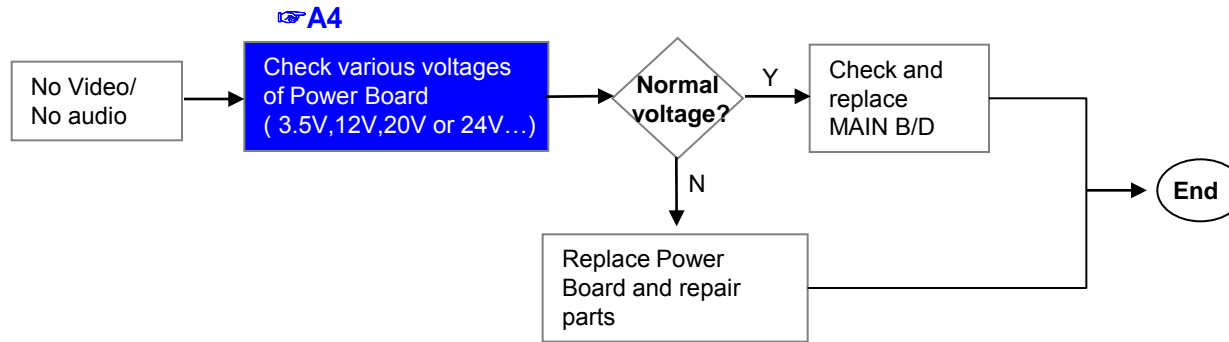 ☞A4
No Video/
No audio
Check various voltages
of Power Board
( 3.5V,12V,20V or 24V…)
Normal
voltage?
Y
Check and
replace
MAIN B/D
N
Replace Power
Board and repair
parts
End